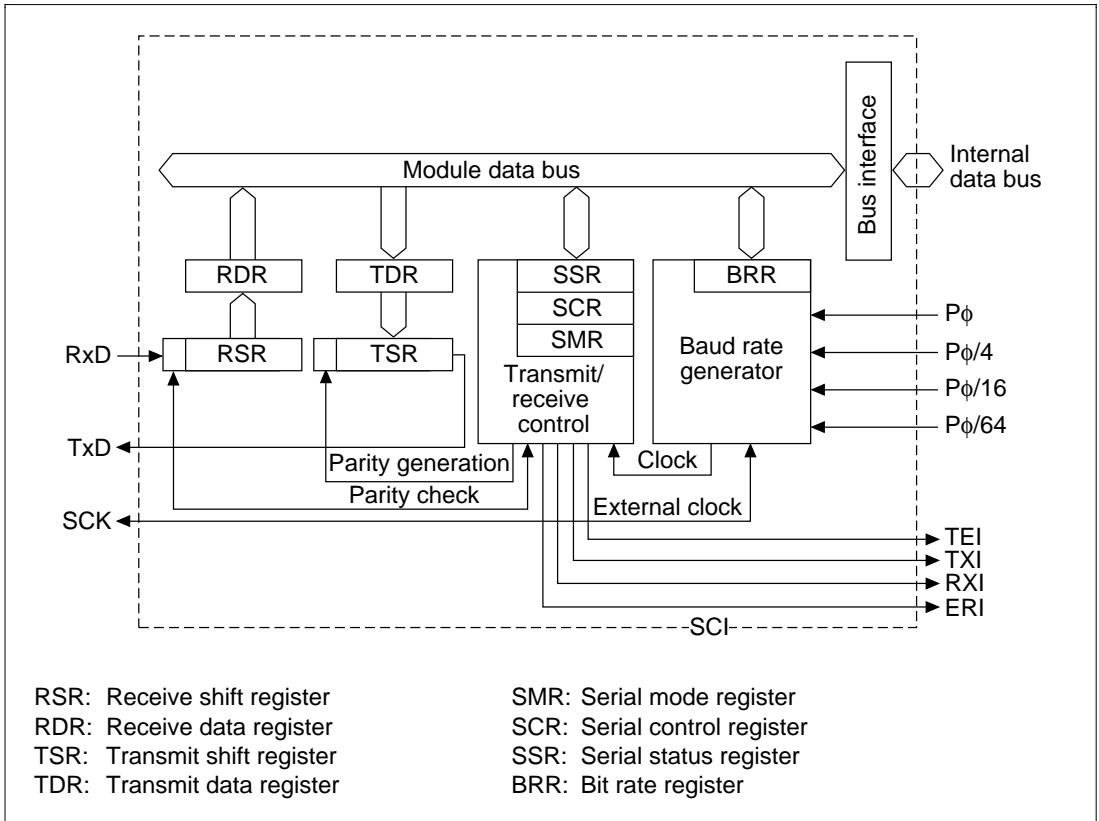 Bus interface
Internal
data bus
Module data bus
RDR
TDR
SSR
BRR
SCR
SMR
RxD
RSR
TSR
Transmit/
receive
control
Baud rate
generator
Pϕ
Pϕ/4
Pϕ/16
Pϕ/64
TxD
Parity generation
Clock
Parity check
External clock
SCK
TEI
TXI
RXI
ERI
SCI
RSR: Receive shift register
RDR: Receive data register
TSR: Transmit shift register
TDR: Transmit data register
SMR: Serial mode register
SCR: Serial control register
SSR: Serial status register
BRR: Bit rate register